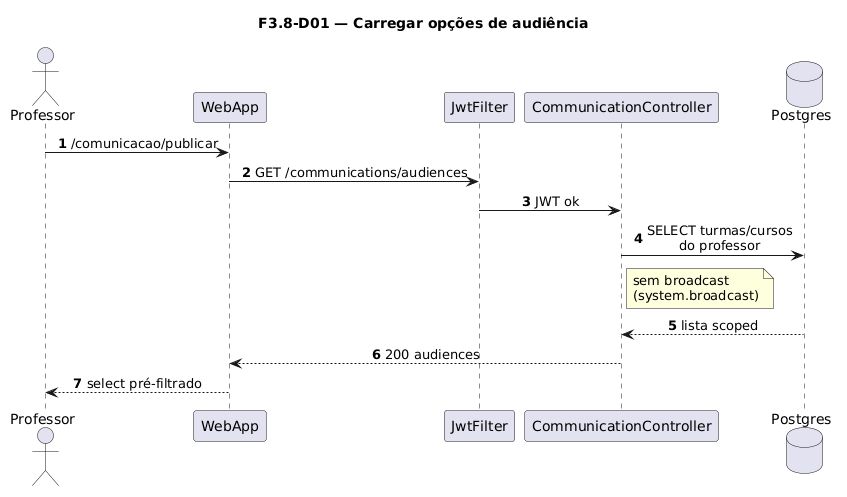 F3.8-D01 — Carregar opções de audiência
Professor
WebApp
JwtFilter
CommunicationController
Postgres
1 /comunicacao/publicar
2 GET /communications/audiences
3 JWT ok
4 SELECT turmas/cursos
do professor
sem broadcast
(system.broadcast)
5 lista scoped
6 200 audiences
7 select pré-filtrado
Professor
WebApp
JwtFilter
CommunicationController
Postgres